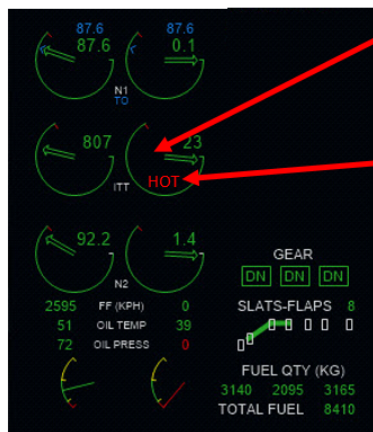 87.6 87.6
87.6 0.1
N1
TO
807 23
HOT
ITT
92.2 1.4
N2
GEAR
DN DN DN
2595 FF (KPH) 0
SLATS-FLAPS 8
51 OIL TEMP 39
72 OIL PRESS 0
FUEL QTY (KG)
3140 2095 3165
TOTAL FUEL 8410